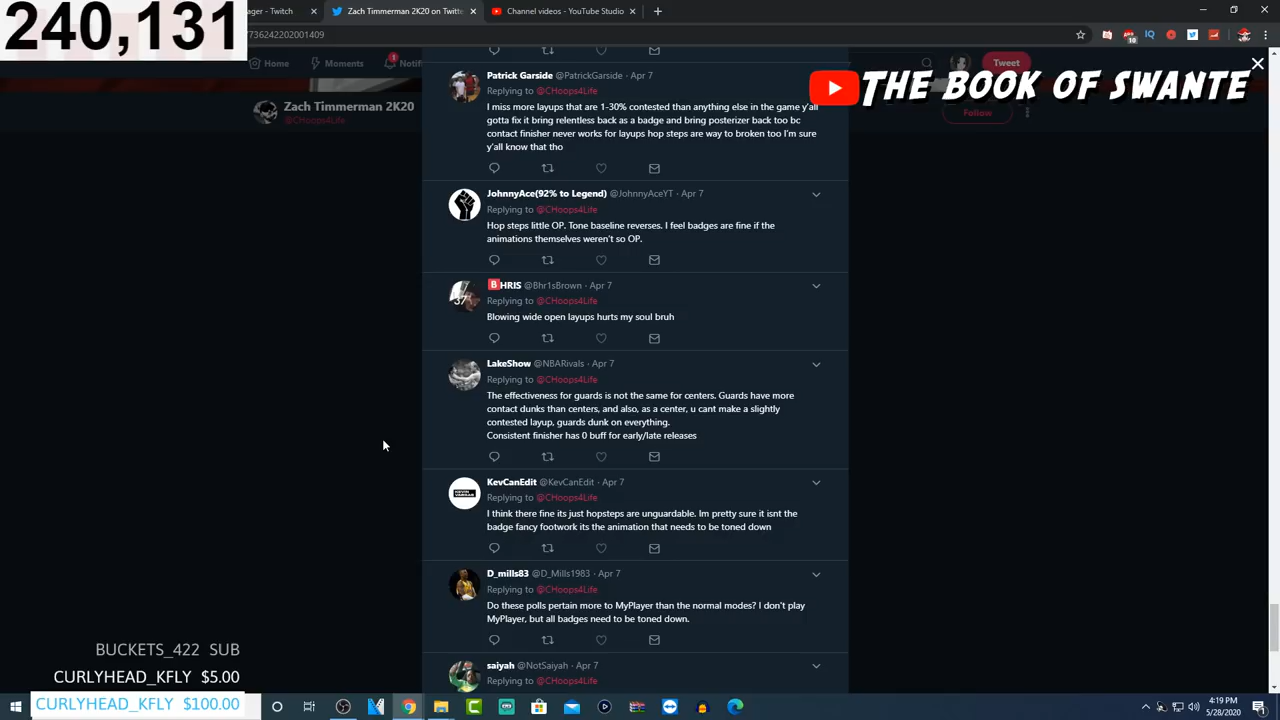 240,131
ager - Twitch
Zach Timmerman 2K20 on Twitte
Channel videos - YouTube Studio
736242202001409
Home
Moments
Notif
Tweet
THE BOOK OF SWANTE
Zach Timmerman 2K20
@CHoops4Life
Follow
Patrick Garside @PatrickGarside · Apr 7
Replying to @CHoops4Life
I miss more layups that are 1-30% contested than anything else in the game y'all
gotta fix it bring relentless back as a badge and bring posterizer back too bc
contact finisher never works for layups hop steps are way to broken too I'm sure
y'all know that tho
JohnnyAce(92% to Legend) @JohnnyAceYT · Apr 7
Replying to @CHoops4Life
Hop steps little OP. Tone baseline reverses. I feel badges are fine if the
animations themselves weren't so OP.
BHRIS @Bhr1sBrown · Apr 7
Replying to @CHoops4Life
Blowing wide open layups hurts my soul bruh
LakeShow @NBARivals · Apr 7
Replying to @CHoops4Life
The effectiveness for guards is not the same for centers. Guards have more
contact dunks than centers, and also, as a center, u cant make a slightly
contested layup, guards dunk on everything.
Consistent finisher has 0 buff for early/late releases
KevCanEdit @KevCanEdit · Apr 7
Replying to @CHoops4Life
I think there fine its just hopsteps are unguardable. Im pretty sure it isnt the
badge fancy footwork its the animation that needs to be toned down
D_mills83 @D_Mills1983 · Apr 7
Replying to @CHoops4Life
Do these polls pertain more to MyPlayer than the normal modes? I don't play
MyPlayer, but all badges need to be toned down.
saiyah @NotSaiyah · Apr 7
Replying to @CHoops4Life
BUCKETS_422 SUB
CURLYHEAD_KFLY $5.00
CURLYHEAD_KFLY $100.00
4:19 PM
5/28/2020